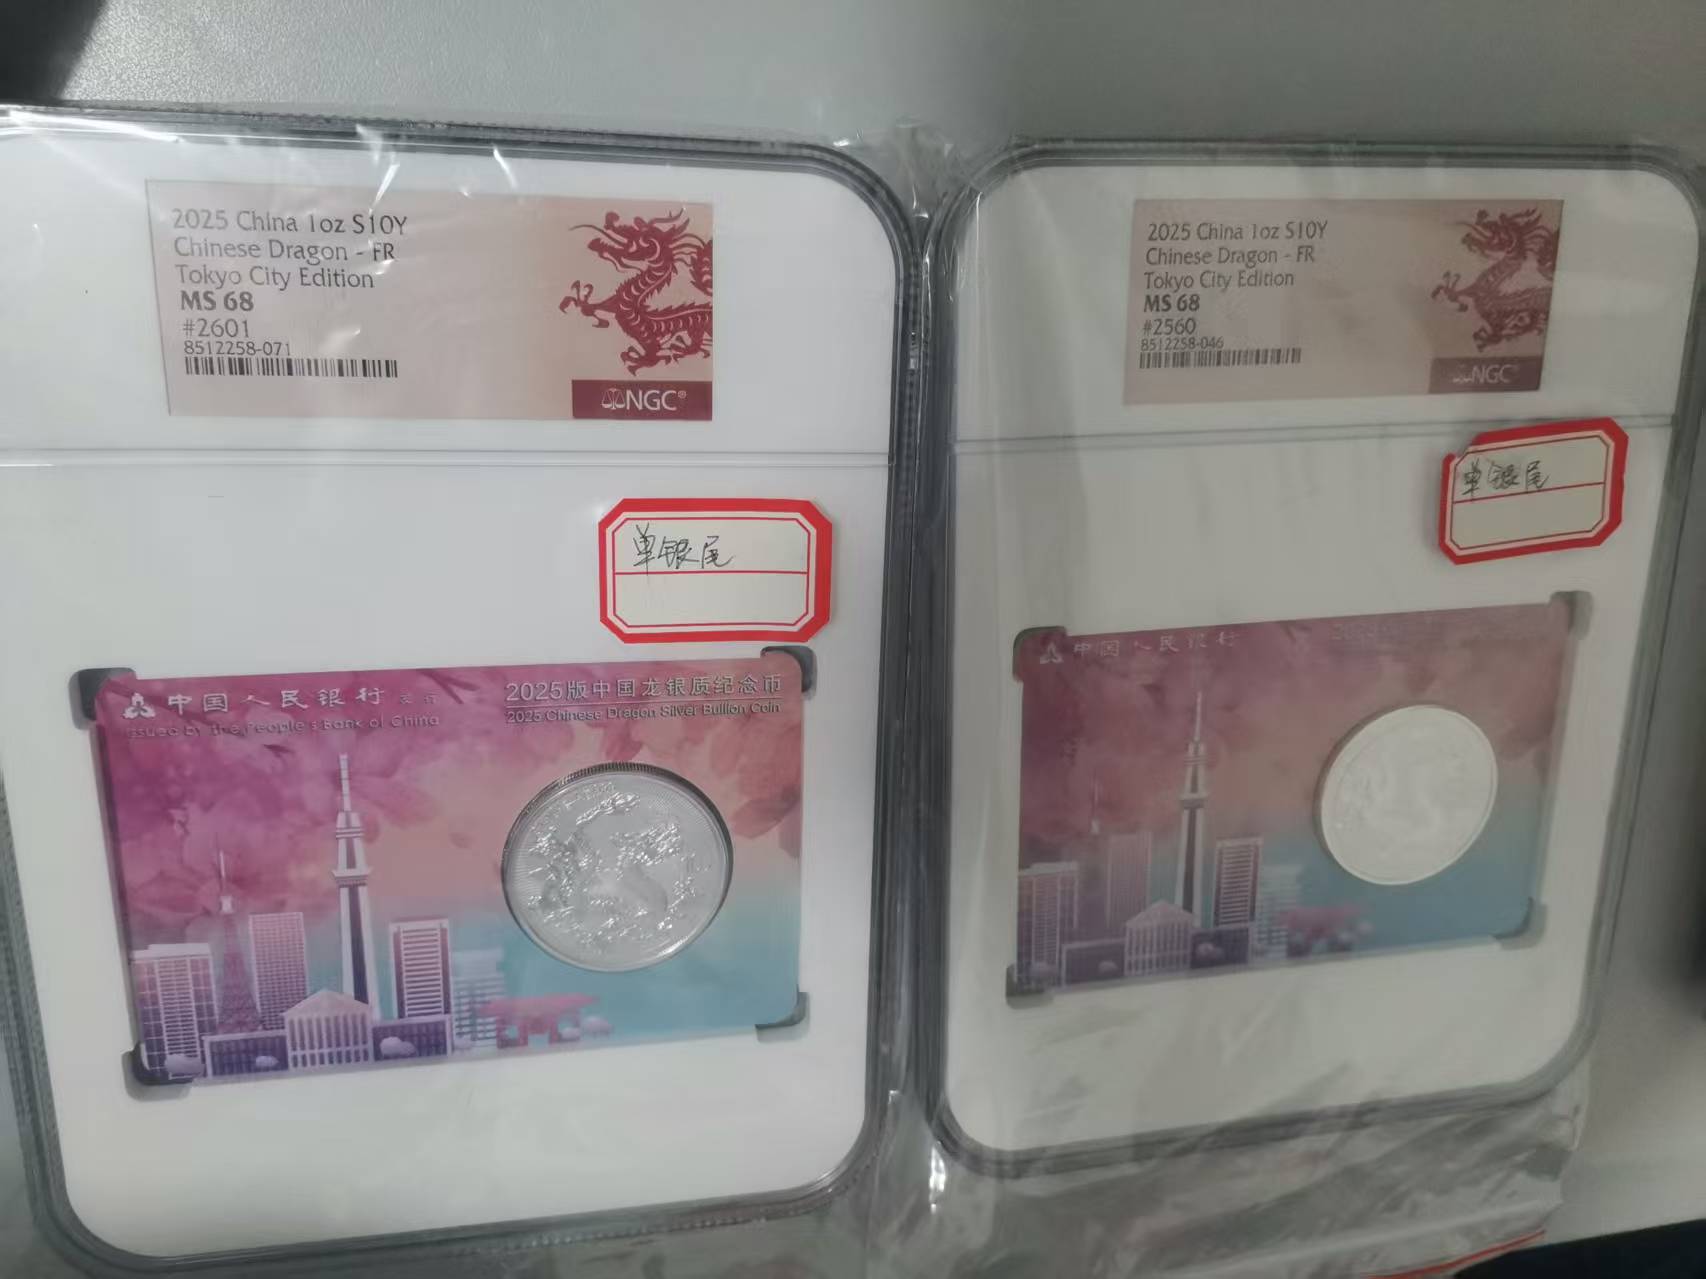 2025 China 1oz S10Y
Chinese Dragon - FR
Tokyo City Edition
MS 68
#2601
8512258-071
NGC®
单银尾
中国人民银行 发行
Issued by The People's Bank of China
2025版中国龙银质纪念币
2025 Chinese Dragon Silver Bullion Coin
2025 China 1oz S10Y
Chinese Dragon - FR
Tokyo City Edition
MS 68
#2560
8512258-046
NGC®
单银尾
中国人民银行